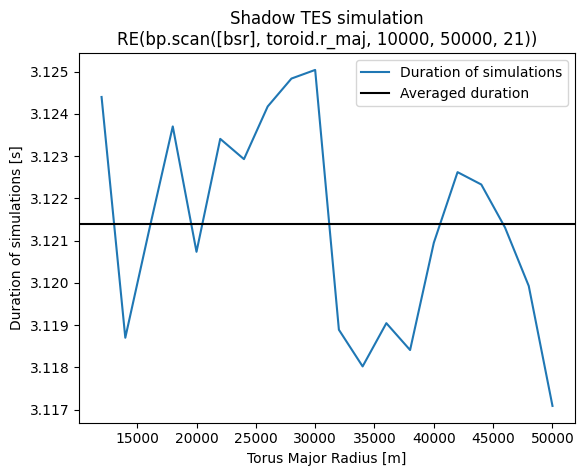 Shadow TES simulation
RE(bp.scan([bsr], toroid.r_maj, 10000, 50000, 21))
Duration of simulations
Averaged duration
3.125
3.124
3.123
3.122
3.121
3.120
3.119
3.118
3.117
Duration of simulations [s]
15000 20000 25000 30000 35000 40000 45000 50000
Torus Major Radius [m]